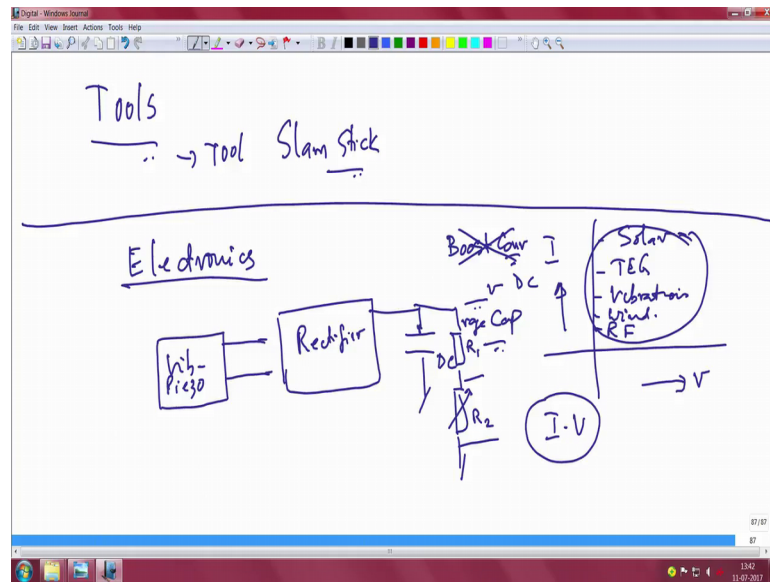 Digital - Windows Journal
File Edit View Insert Actions Tools Help
Tools
→ Tool Slam Stick
Electronics
Boost Conv
DC
V
Cap
Vib-
Piezo
Rectifier
DC
R1
R2
I
Solar
TEG
Vibration
Wind.
RF
→ V
I-V
87/87
87
13:42
11-07-2017